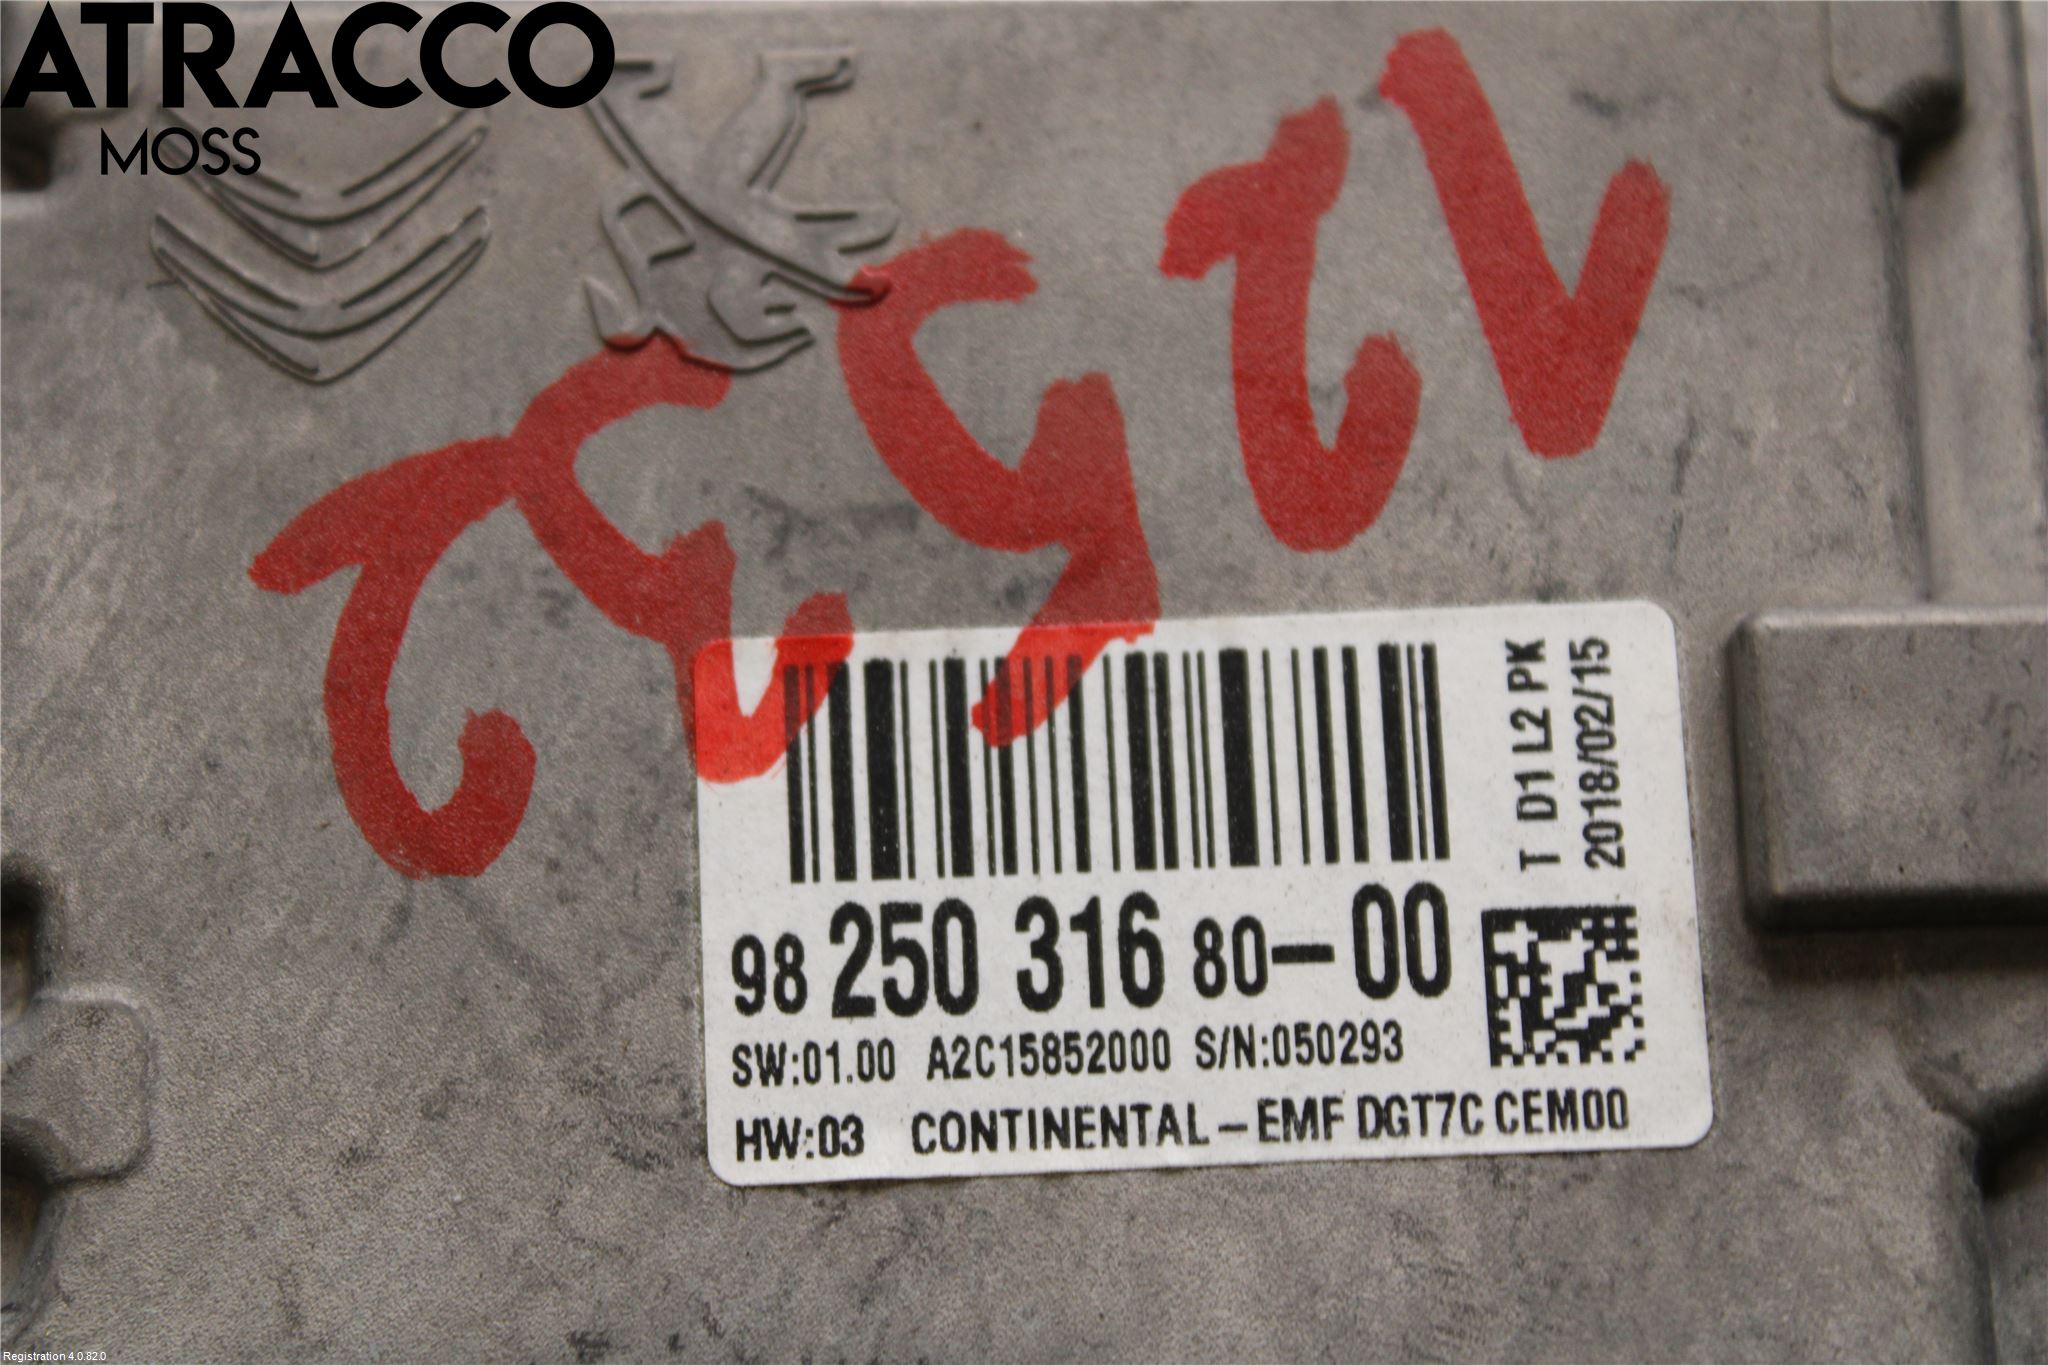 ATRACCO
MOSS
T D1 L2 PK
2018/02/15
98 250 316 80-00
SW:01.00 A2C15852000 S/N:050293
HW:03 CONTINENTAL-EMF DGT7C CEM00
Registration 4.0.82.0